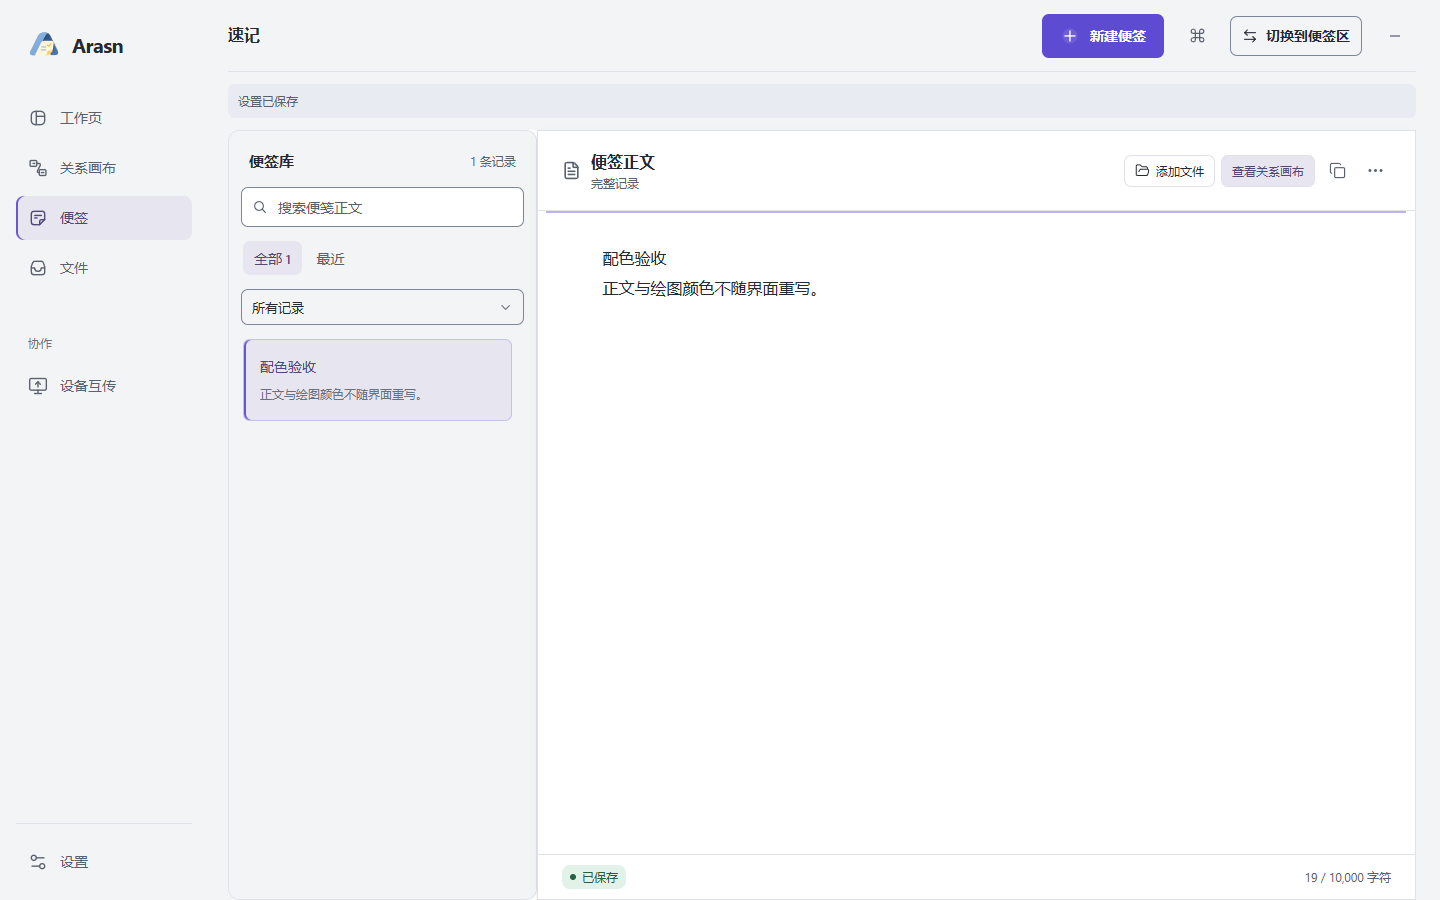 Arasn
工作页
关系画布
便签
文件
协作
设备互传
设置
速记
新建便签
切换到便签区
设置已保存
便签库
1 条记录
搜索便笺正文
全部 1
最近
所有记录
配色验收
正文与绘图颜色不随界面重写。
便签正文
完整记录
添加文件
查看关系画布
配色验收
正文与绘图颜色不随界面重写。
已保存
19 / 10,000 字符